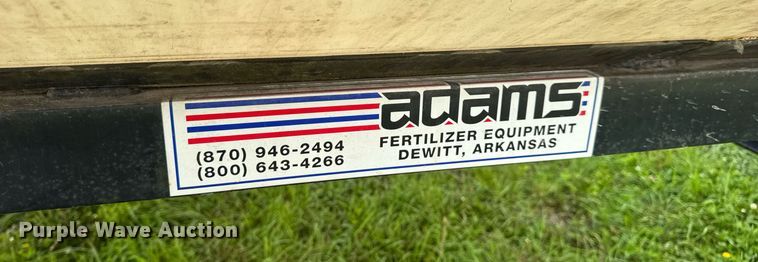 adams
FERTILIZER EQUIPMENT
DEWITT, ARKANSAS
(870) 946-2494
(800) 643-4266
Purple Wave Auction